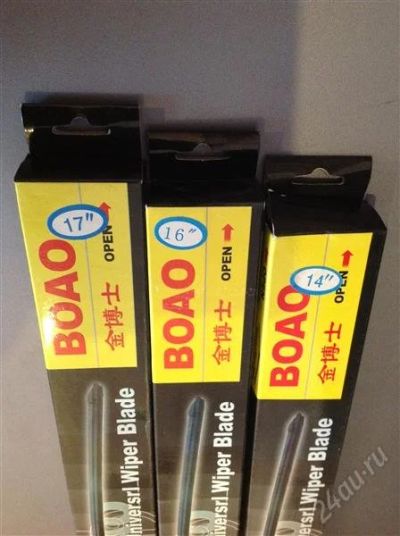 17"
OPEN
BOAO
金博士
Universrl Wiper Blade
16"
OPEN
BOAO
金博士
Universrl Wiper Blade
14"
OPEN
BOAO
金博士
Universrl Wiper Blade
24au.ru